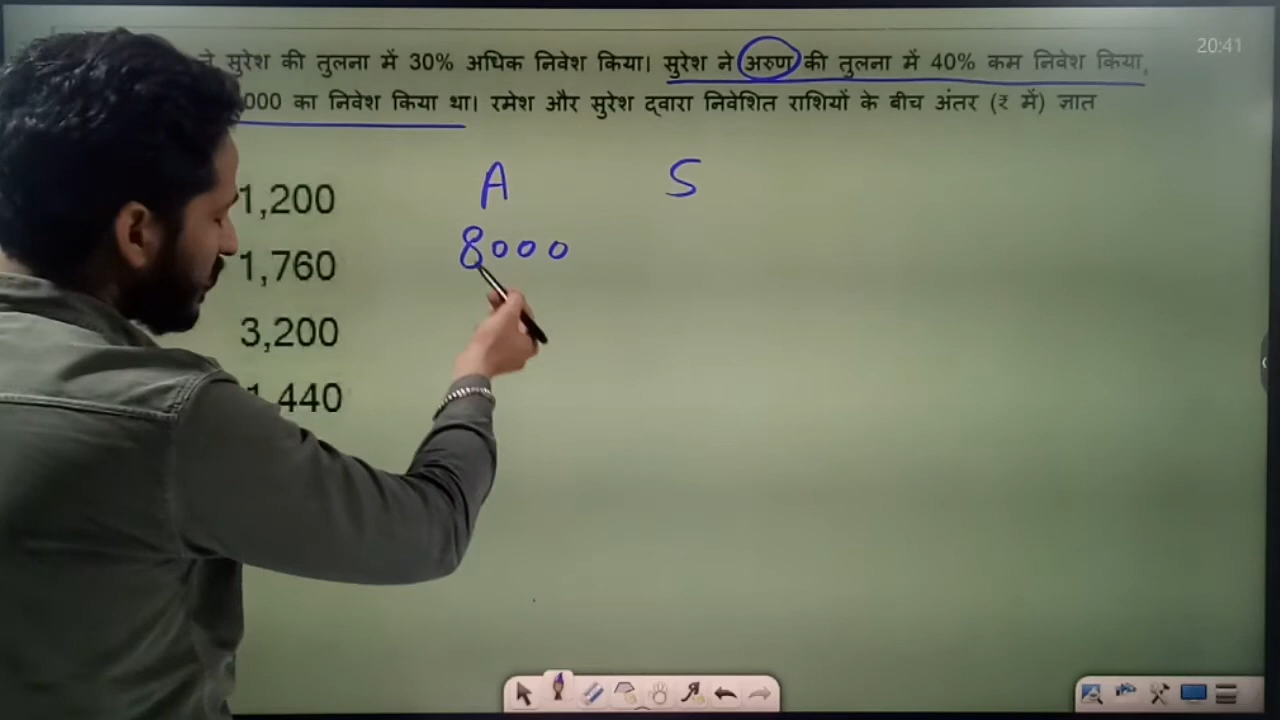 20:41
ने सुरेश की तुलना में 30% अधिक निवेश किया। सुरेश ने अरुण की तुलना में 40% कम निवेश किया,
000 का निवेश किया था। रमेश और सुरेश द्वारा निवेशित राशियों के बीच अंतर (₹ में) ज्ञात
A S
1,200
8000
1,760
3,200
1,440